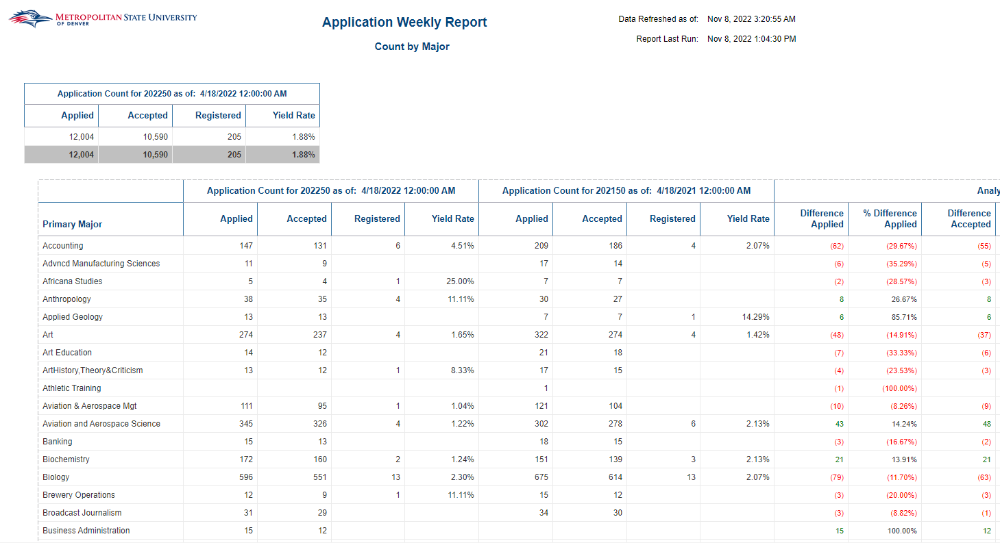 METROPOLITAN STATE UNIVERSITY
OF DENVER
Application Weekly Report
Count by Major
Data Refreshed as of: Nov 8, 2022 3:20:55 AM
Report Last Run: Nov 8, 2022 1:04:30 PM
Application Count for 202250 as of: 4/18/2022 12:00:00 AM
Applied Accepted Registered Yield Rate
12,004 10,590 205 1.88%
12,004 10,590 205 1.88%
Application Count for 202250 as of: 4/18/2022 12:00:00 AM Application Count for 202150 as of: 4/18/2021 12:00:00 AM Analy
Primary Major Applied Accepted Registered Yield Rate Applied Accepted Registered Yield Rate Difference Applied % Difference Applied Difference Accepted
Accounting 147 131 6 4.51% 209 186 4 2.07% (62) (29.67%) (55)
Advncd Manufacturing Sciences 11 9 17 14 (6) (35.29%) (5)
Africana Studies 5 4 1 25.00% 7 7 (2) (28.57%) (3)
Anthropology 38 35 4 11.11% 30 27 8 26.67% 8
Applied Geology 13 13 7 7 1 14.29% 6 85.71% 6
Art 274 237 4 1.65% 322 274 4 1.42% (48) (14.91%) (37)
Art Education 14 12 21 18 (7) (33.33%) (6)
ArtHistory,Theory&Criticism 13 12 1 8.33% 17 15 (4) (23.53%) (3)
Athletic Training 1 (1) (100.00%)
Aviation & Aerospace Mgt 111 95 1 1.04% 121 104 (10) (8.26%) (9)
Aviation and Aerospace Science 345 326 4 1.22% 302 278 6 2.13% 43 14.24% 48
Banking 15 13 18 15 (3) (16.67%) (2)
Biochemistry 172 160 2 1.24% 151 139 3 2.13% 21 13.91% 21
Biology 596 551 13 2.30% 675 614 13 2.07% (79) (11.70%) (63)
Brewery Operations 12 9 1 11.11% 15 12 (3) (20.00%) (3)
Broadcast Journalism 31 29 34 30 (3) (8.82%) (1)
Business Administration 15 12 15 100.00% 12